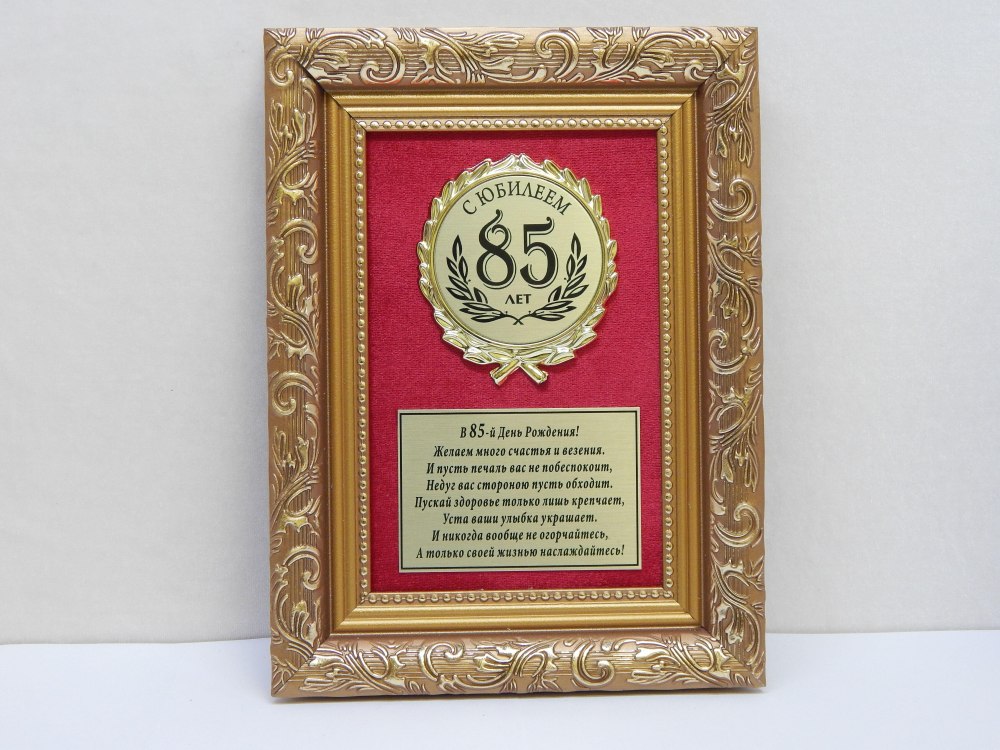 С ЮБИЛЕЕМ
85
ЛЕТ
В 85-й День Рождения!
Желаем много счастья и везения.
И пусть печаль вас не побеспокоит,
Недуг вас стороною пусть обходит.
Пускай здоровье только лишь крепчает,
Уста ваши улыбка украшает.
И никогда вообще не огорчайтесь,
А только своей жизнью наслаждайтесь!